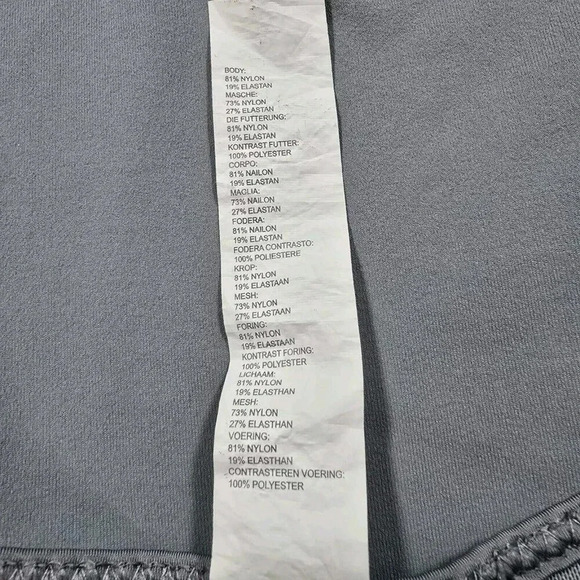 BODY:
81% NYLON
19% ELASTAN
MASCHE:
73% NYLON
27% ELASTAN
DIE FUTTERUNG:
81% NYLON
19% ELASTAN
KONTRAST FUTTER:
100% POLYESTER
CORPO:
81% NAILON
19% ELASTAN
MAGLIA:
73% NAILON
27% ELASTAN
FODERA:
81% NAILON
19% ELASTAN
FODERA CONTRASTO:
100% POLIESTERE
KROP:
81% NYLON
19% ELASTAAN
MESH:
73% NYLON
27% ELASTAAN
FORING:
81% NYLON
19% ELASTAAN
KONTRAST FORING:
100% POLYESTER
LICHAAM:
81% NYLON
19% ELASTHAN
MESH:
73% NYLON
27% ELASTHAN
VOERING:
81% NYLON
19% ELASTHAN
CONTRASTEREN VOERING:
100% POLYESTER